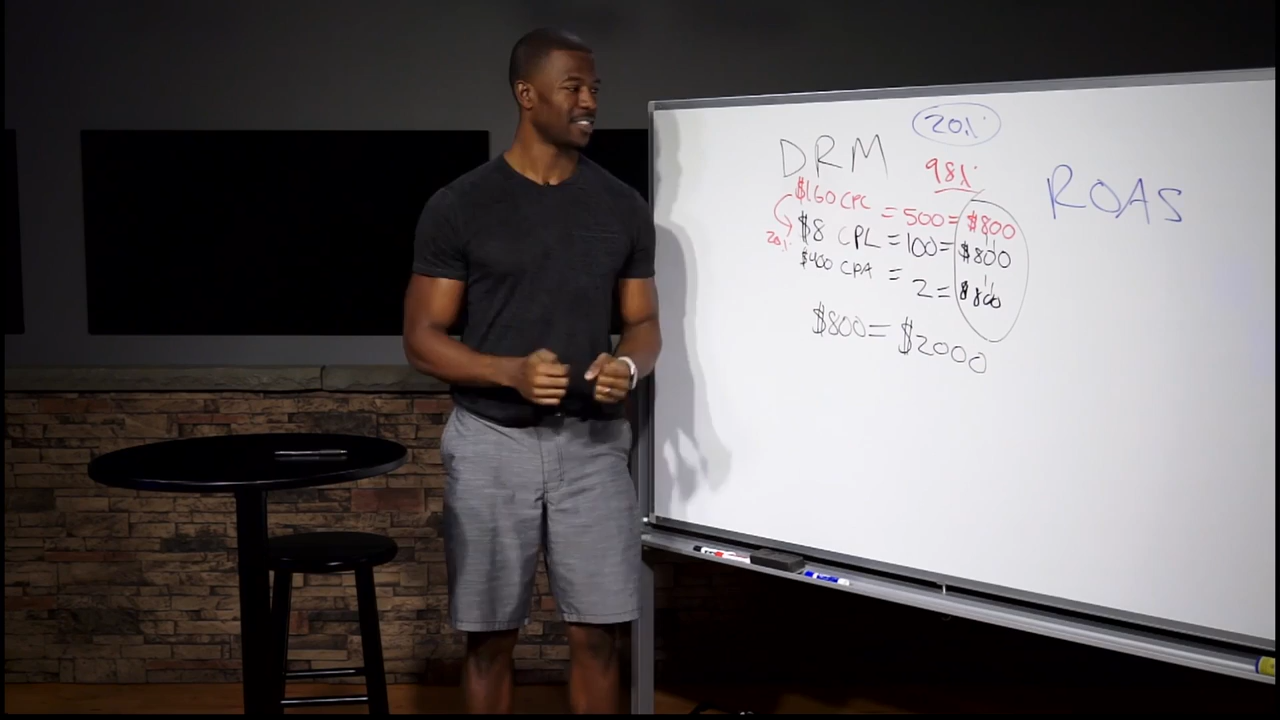 20%
DRM
98%
ROAS
$1.60 CPC = 500 = $800
20%
$8 CPL = 100 = $800
$400 CPA = 2 = $800
$800 = $2000